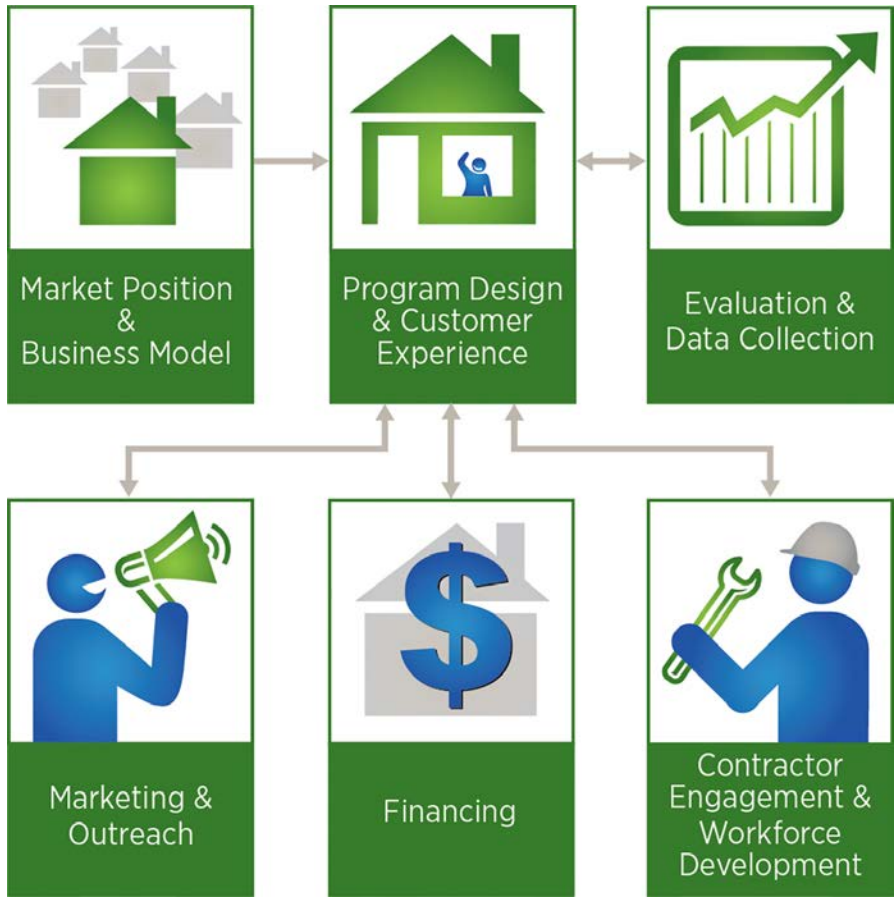 Market Position
&
Business Model
Program Design
& Customer
Experience
Evaluation &
Data Collection
Marketing &
Outreach
$
Financing
Contractor
Engagement &
Workforce
Development